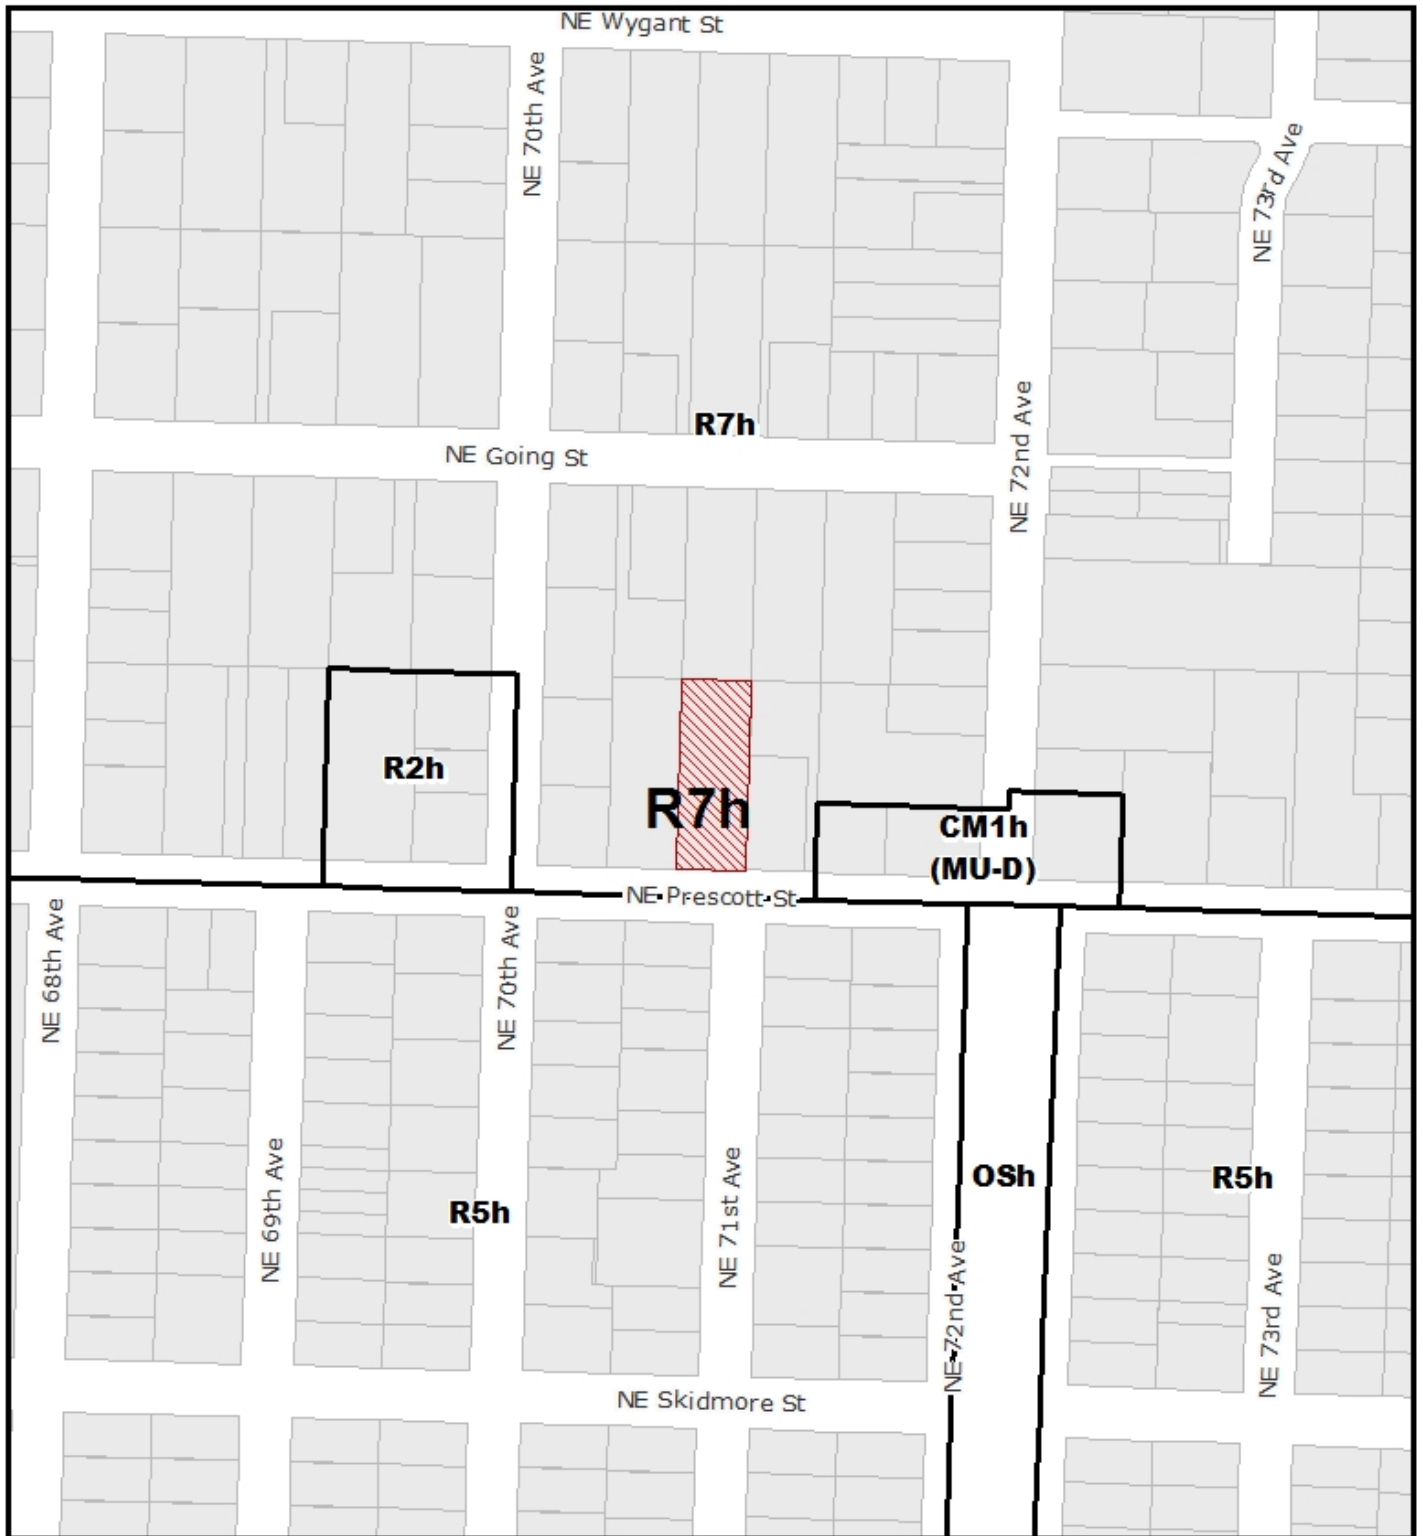 NE Wygant St
NE 70th Ave
NE 73rd Ave
R7h
NE Going St
NE 72nd Ave
R2h
R7h
CM1h
(MU-D)
NE Prescott St
NE 68th Ave
NE 70th Ave
NE 69th Ave
NE 71st Ave
OSh
R5h
R5h
NE 72nd Ave
NE 73rd Ave
NE Skidmore St